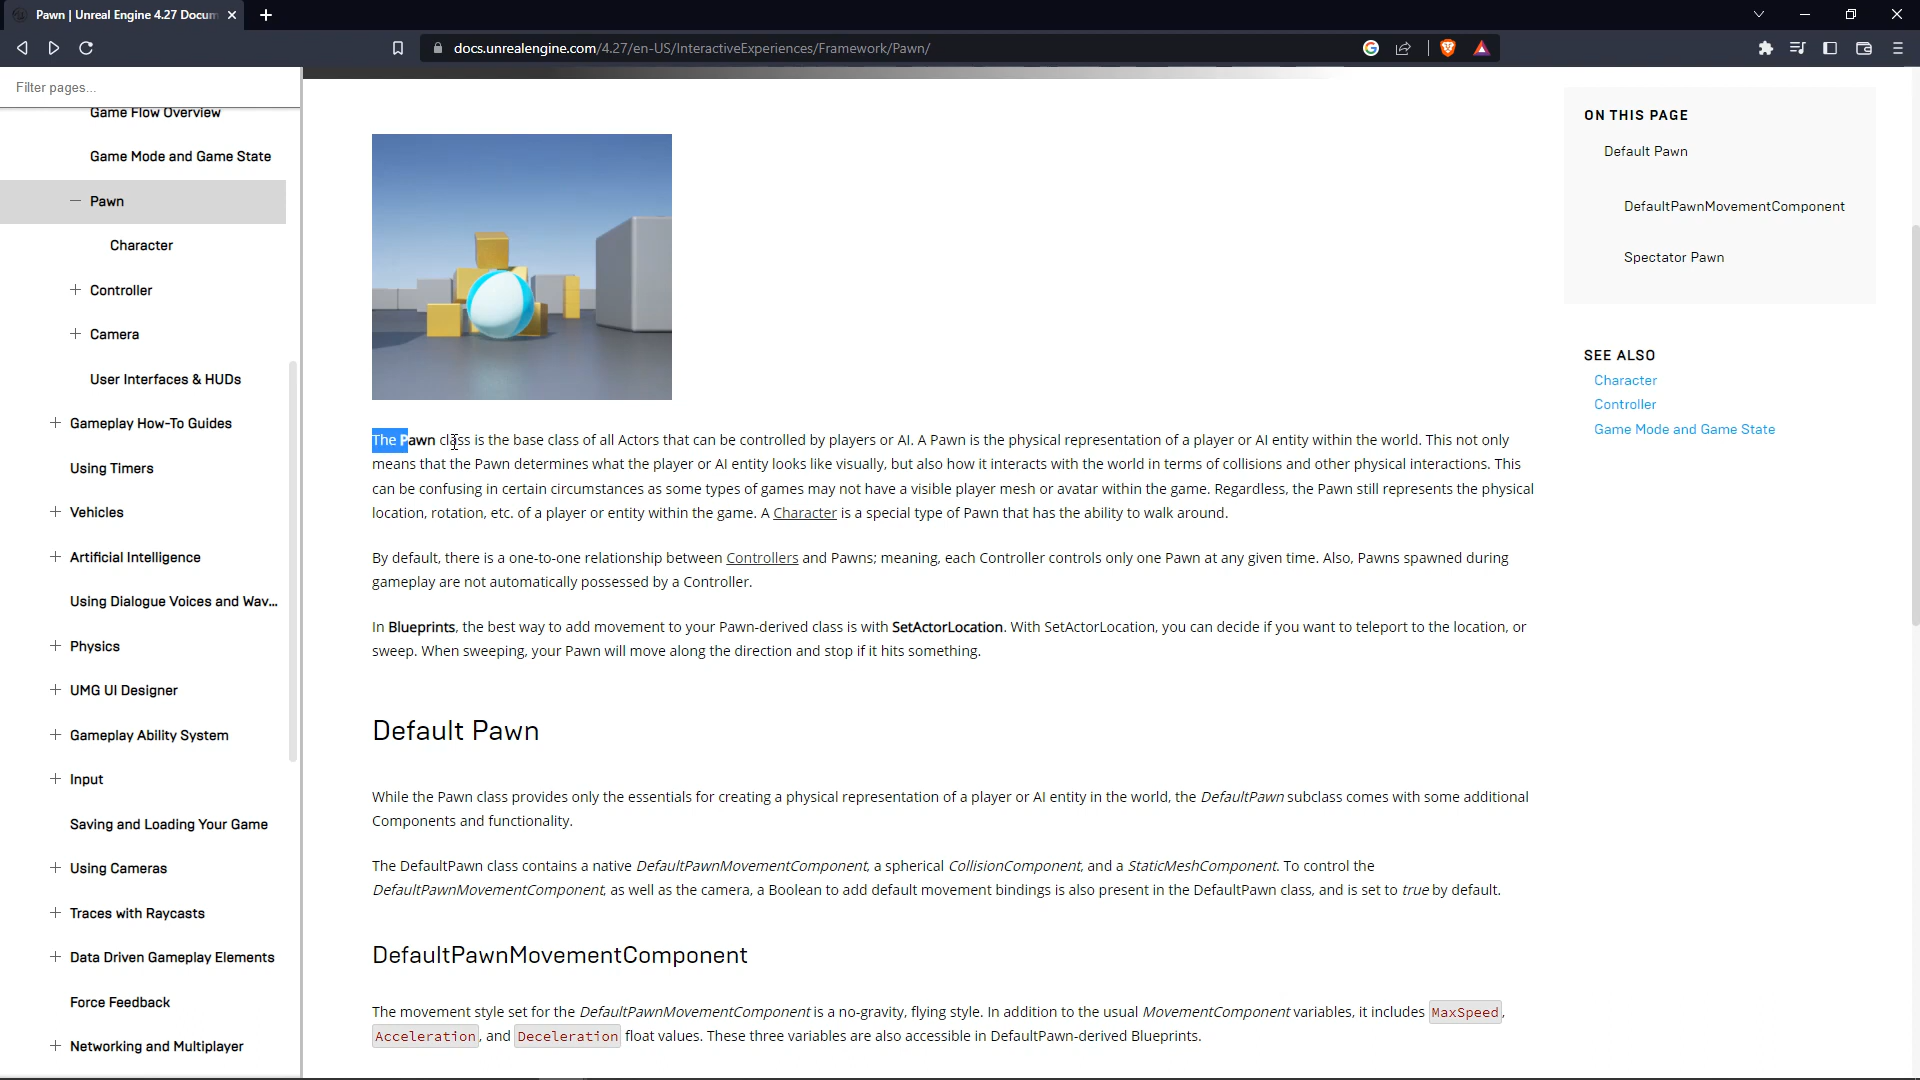 Pawn | Unreal Engine 4.27 Docum
docs.unrealengine.com/4.27/en-US/InteractiveExperiences/Framework/Pawn/
Filter pages...
Game Flow Overview
Game Mode and Game State
Pawn
Character
Controller
Camera
User Interfaces & HUDs
Gameplay How-To Guides
Using Timers
Vehicles
Artificial Intelligence
Using Dialogue Voices and Wav...
Physics
UMG UI Designer
Gameplay Ability System
Input
Saving and Loading Your Game
Using Cameras
Traces with Raycasts
Data Driven Gameplay Elements
Force Feedback
Networking and Multiplayer
The Pawn class is the base class of all Actors that can be controlled by players or AI. A Pawn is the physical representation of a player or AI entity within the world. This not only
means that the Pawn determines what the player or AI entity looks like visually, but also how it interacts with the world in terms of collisions and other physical interactions. This
can be confusing in certain circumstances as some types of games may not have a visible player mesh or avatar within the game. Regardless, the Pawn still represents the physical
location, rotation, etc. of a player or entity within the game. A Character is a special type of Pawn that has the ability to walk around.
By default, there is a one-to-one relationship between Controllers and Pawns; meaning, each Controller controls only one Pawn at any given time. Also, Pawns spawned during
gameplay are not automatically possessed by a Controller.
In Blueprints, the best way to add movement to your Pawn-derived class is with SetActorLocation. With SetActorLocation, you can decide if you want to teleport to the location, or
sweep. When sweeping, your Pawn will move along the direction and stop if it hits something.
Default Pawn
While the Pawn class provides only the essentials for creating a physical representation of a player or AI entity in the world, the DefaultPawn subclass comes with some additional
Components and functionality.
The DefaultPawn class contains a native DefaultPawnMovementComponent, a spherical CollisionComponent, and a StaticMeshComponent. To control the
DefaultPawnMovementComponent, as well as the camera, a Boolean to add default movement bindings is also present in the DefaultPawn class, and is set to true by default.
DefaultPawnMovementComponent
The movement style set for the DefaultPawnMovementComponent is a no-gravity, flying style. In addition to the usual MovementComponent variables, it includes MaxSpeed,
Acceleration, and Deceleration float values. These three variables are also accessible in DefaultPawn-derived Blueprints.
ON THIS PAGE
Default Pawn
DefaultPawnMovementComponent
Spectator Pawn
SEE ALSO
Character
Controller
Game Mode and Game State